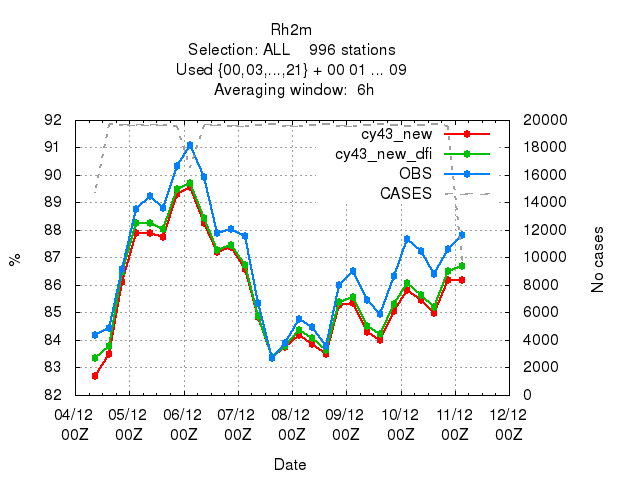 Rh2m
Selection: ALL    996 stations
Used {00,03,...,21} + 00 01 ... 09
Averaging window:  6h
92 20000
cy43_new
91 18000
cy43_new_dfi
90 16000
OBS
89 14000
CASES
88 12000
87 10000
86 8000
85 6000
84 4000
83 2000
82 0
%
No cases
04/12 05/12 06/12 07/12 08/12 09/12 10/12 11/12 12/12
00Z 00Z 00Z 00Z 00Z 00Z 00Z 00Z 00Z
Date